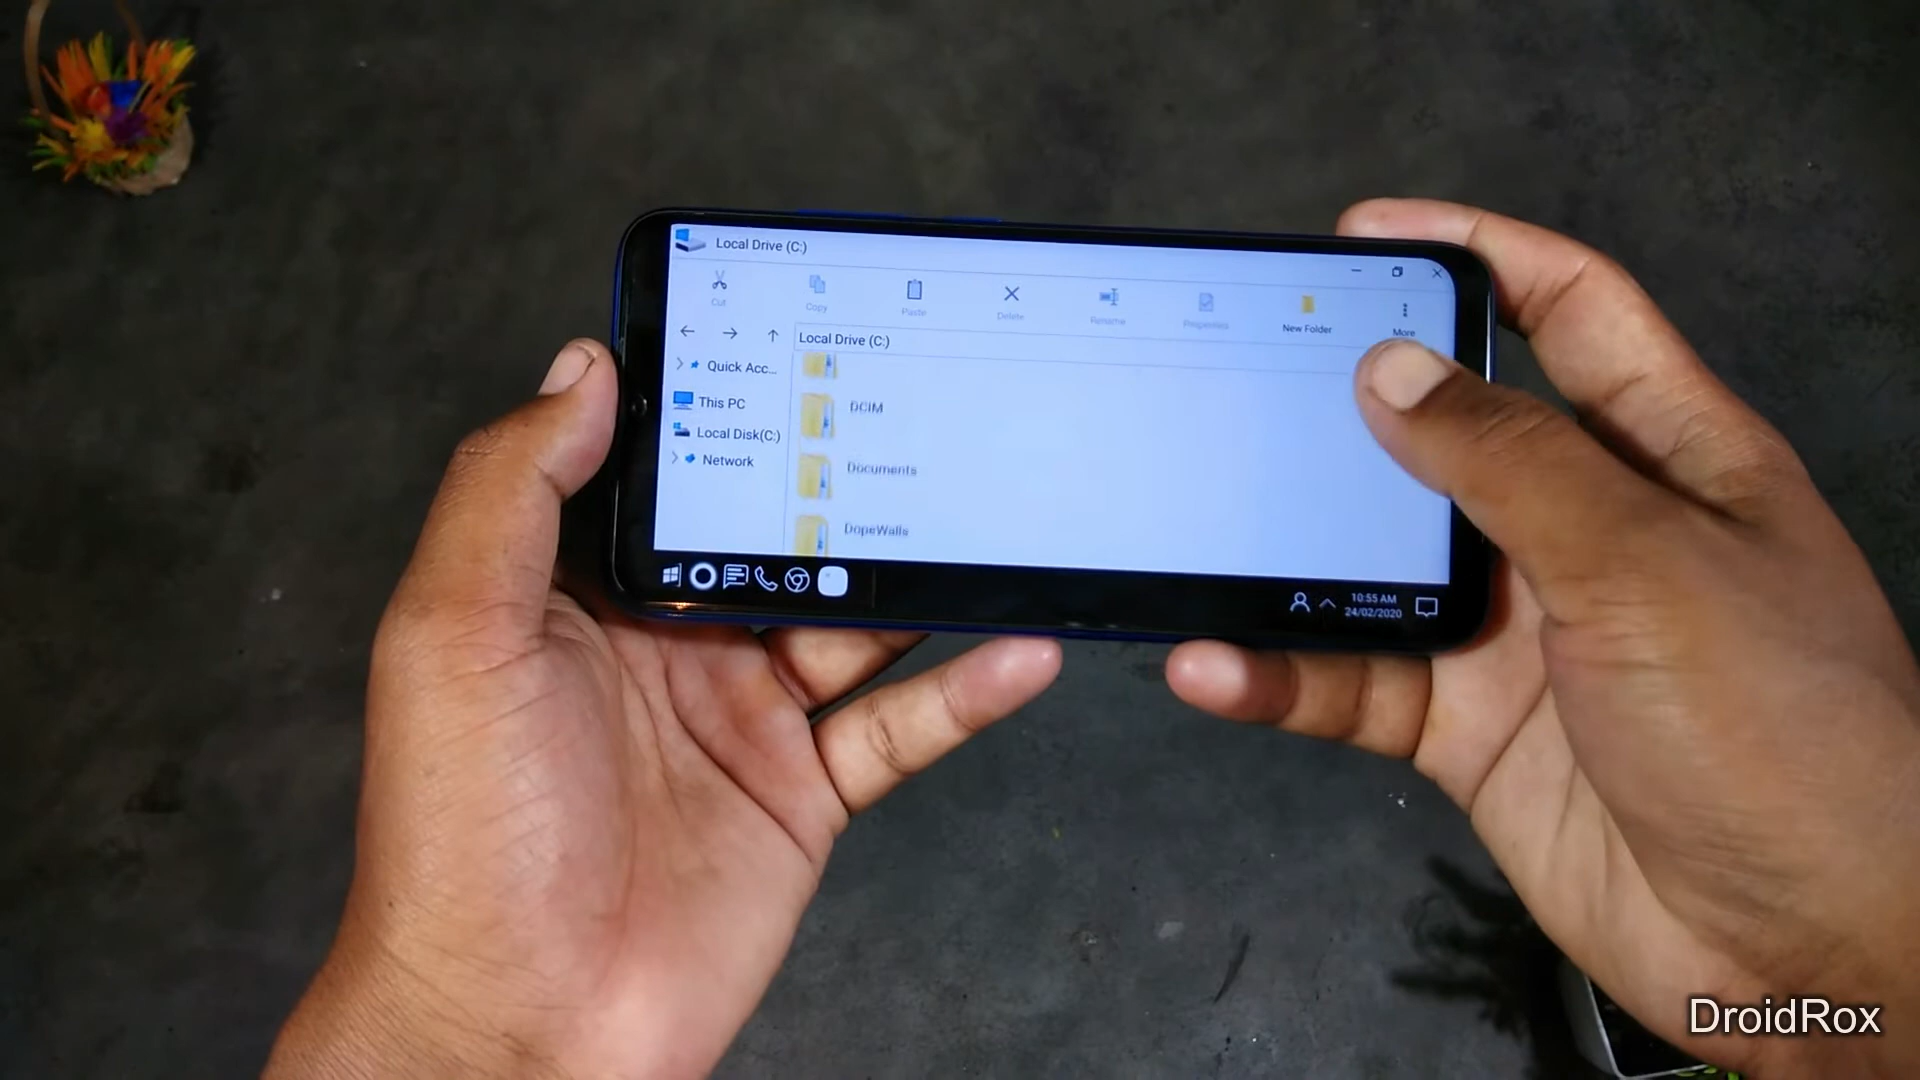 Local Drive (C:)
Cut
Copy
Paste
Delete
Rename
Properties
New Folder
More
Local Drive (C:)
Quick Acc...
This PC
Local Disk(C:)
Network
DCIM
Documents
DopeWalls
10:55 AM
24/02/2020
DroidRox